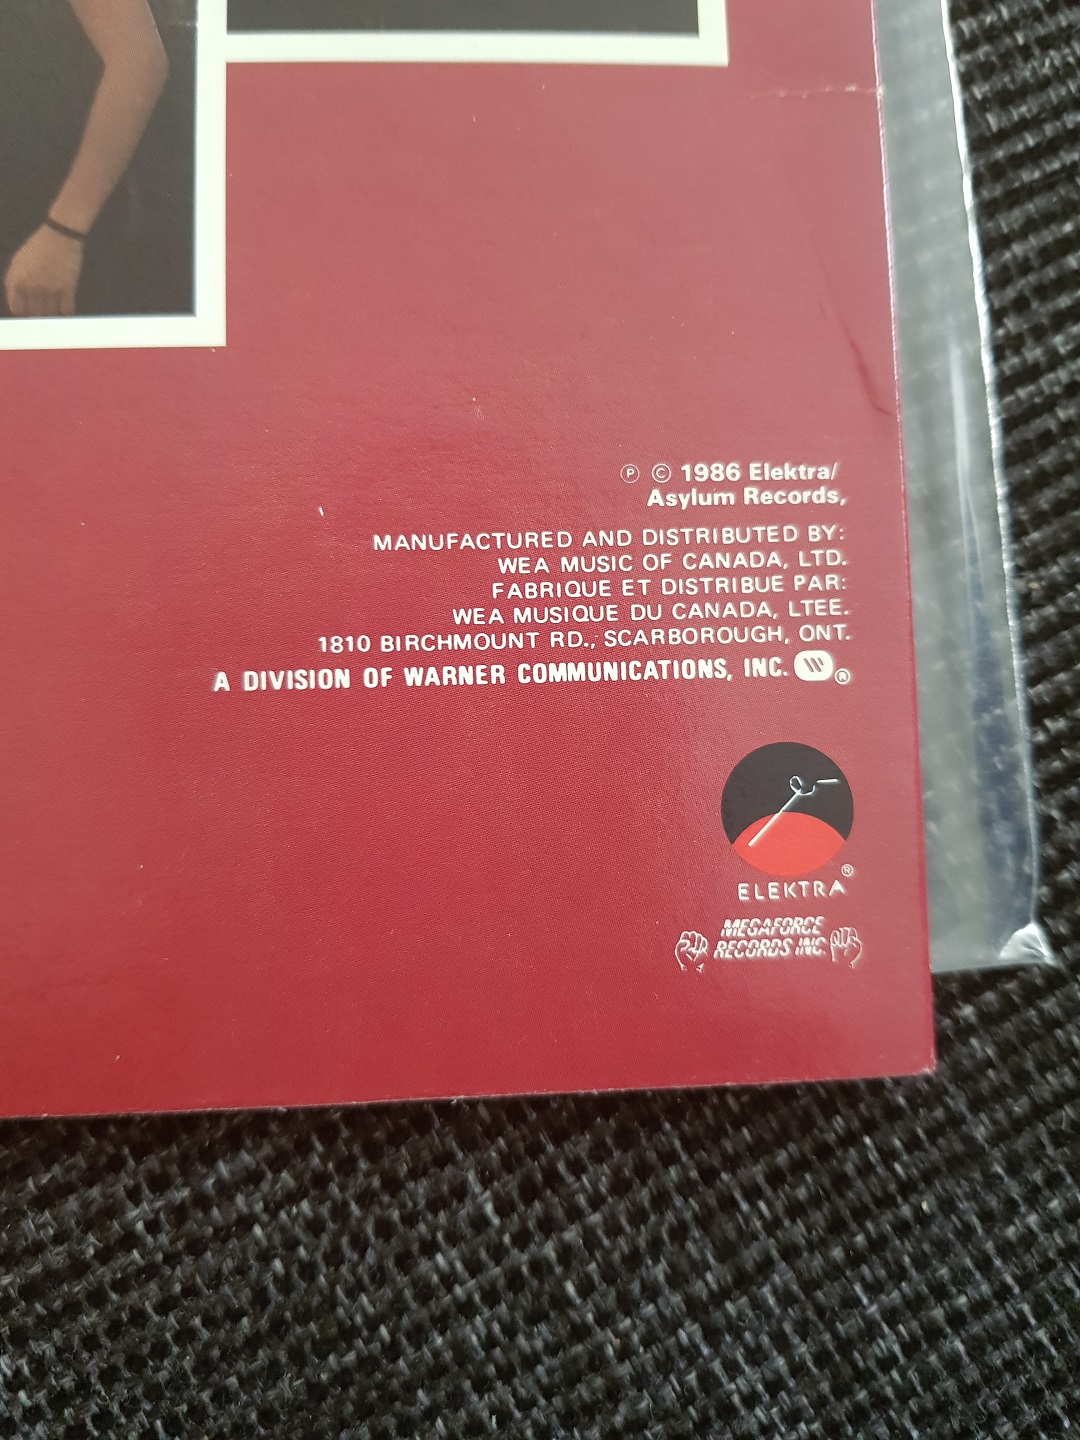 Ⓟ © 1986 Elektra/
Asylum Records,
MANUFACTURED AND DISTRIBUTED BY:
WEA MUSIC OF CANADA, LTD.
FABRIQUE ET DISTRIBUE PAR:
WEA MUSIQUE DU CANADA, LTEE.
1810 BIRCHMOUNT RD., SCARBOROUGH, ONT.
A DIVISION OF WARNER COMMUNICATIONS, INC. W ®
ELEKTRA®
MEGAFORCE
RECORDS INC.